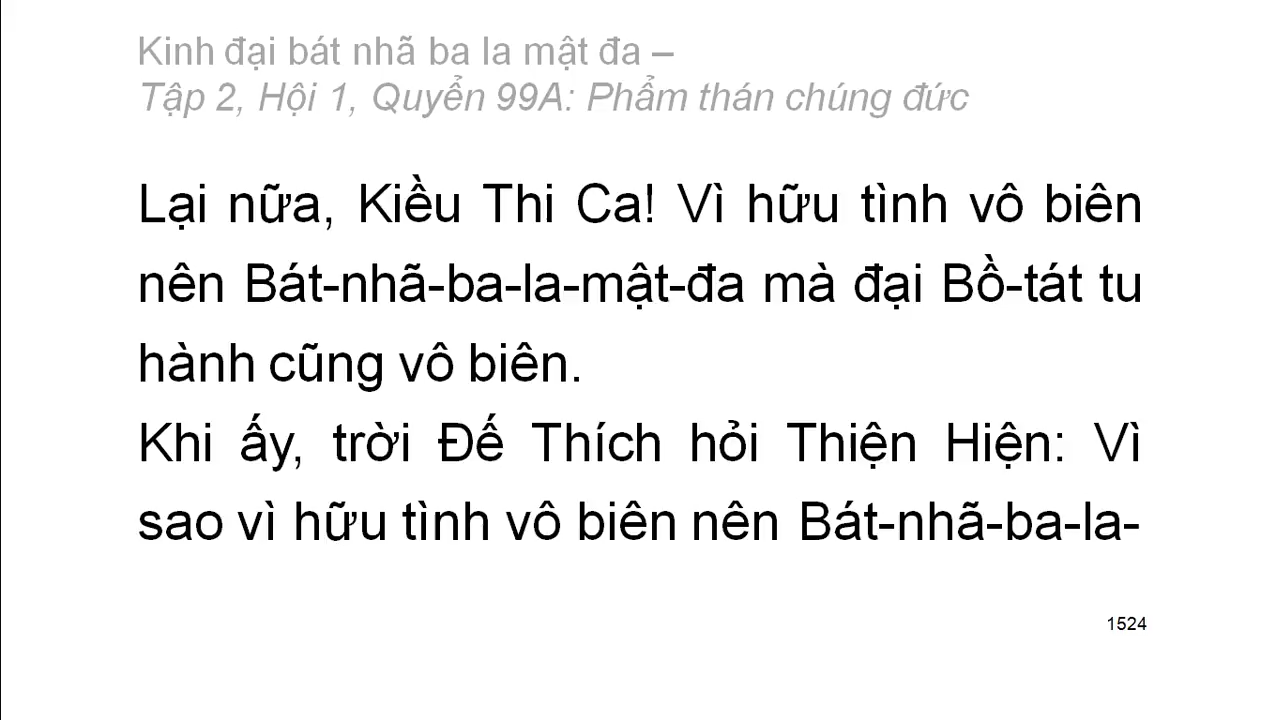 Kinh đại bát nhã ba la mật đa –
Tập 2, Hội 1, Quyển 99A: Phẩm thán chúng đức
Lại nữa, Kiều Thi Ca! Vì hữu tình vô biên
nên Bát-nhã-ba-la-mật-đa mà đại Bồ-tát tu
hành cũng vô biên.
Khi ấy, trời Đế Thích hỏi Thiện Hiện: Vì
sao vì hữu tình vô biên nên Bát-nhã-ba-la-
1524